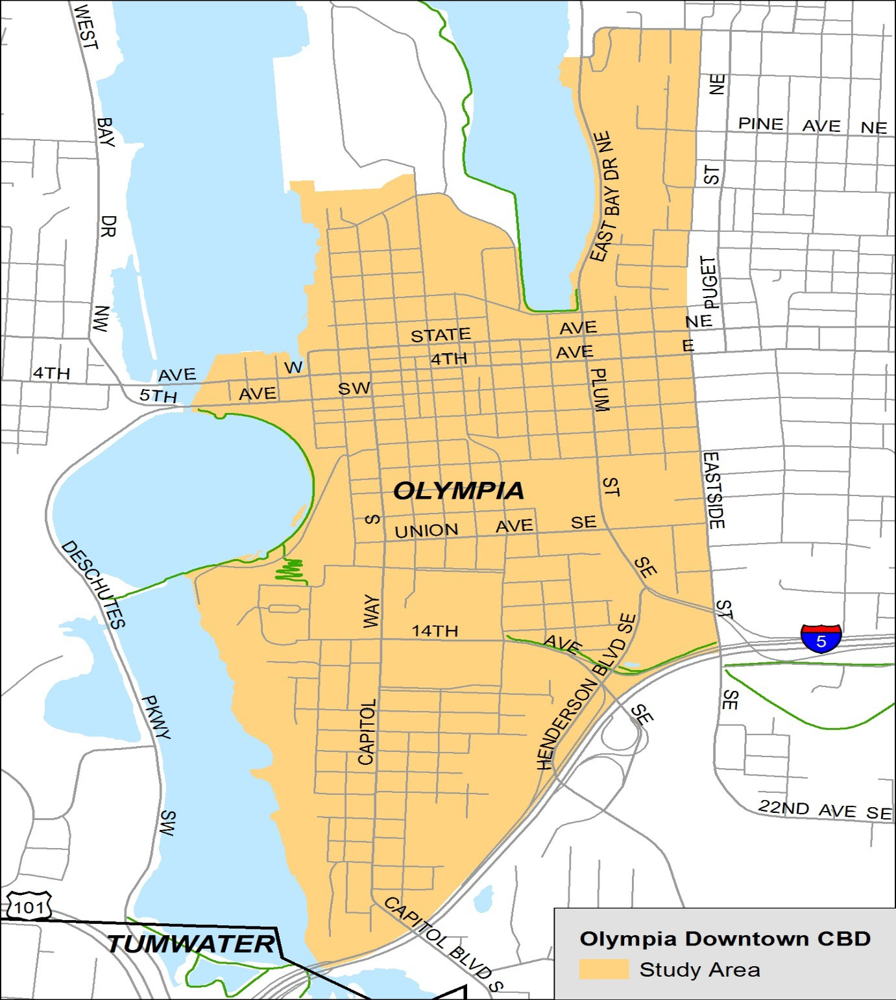 WEST
BAY
DR
NW
NE
PINE AVE NE
ST
EAST BAY DR NE
PUGET
STATE AVE NE
4TH AVE E
4TH AVE W
5TH AVE SW
PLUM
ST
SE
EASTSIDE
ST
SE
OLYMPIA
S
UNION AVE SE
DESCHUTES
PKWY
SW
WAY
CAPITOL
14TH AVE
SE
HENDERSON BLVD SE
5
22ND AVE SE
101
TUMWATER
CAPITOL BLVD S
Olympia Downtown CBD
Study Area